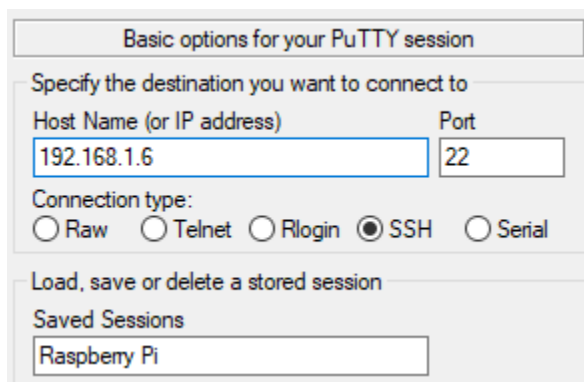 Basic options for your PuTTY session
Specify the destination you want to connect to
Host Name (or IP address) Port
192.168.1.6 22
Connection type:
Raw Telnet Rlogin SSH Serial
Load, save or delete a stored session
Saved Sessions
Raspberry Pi